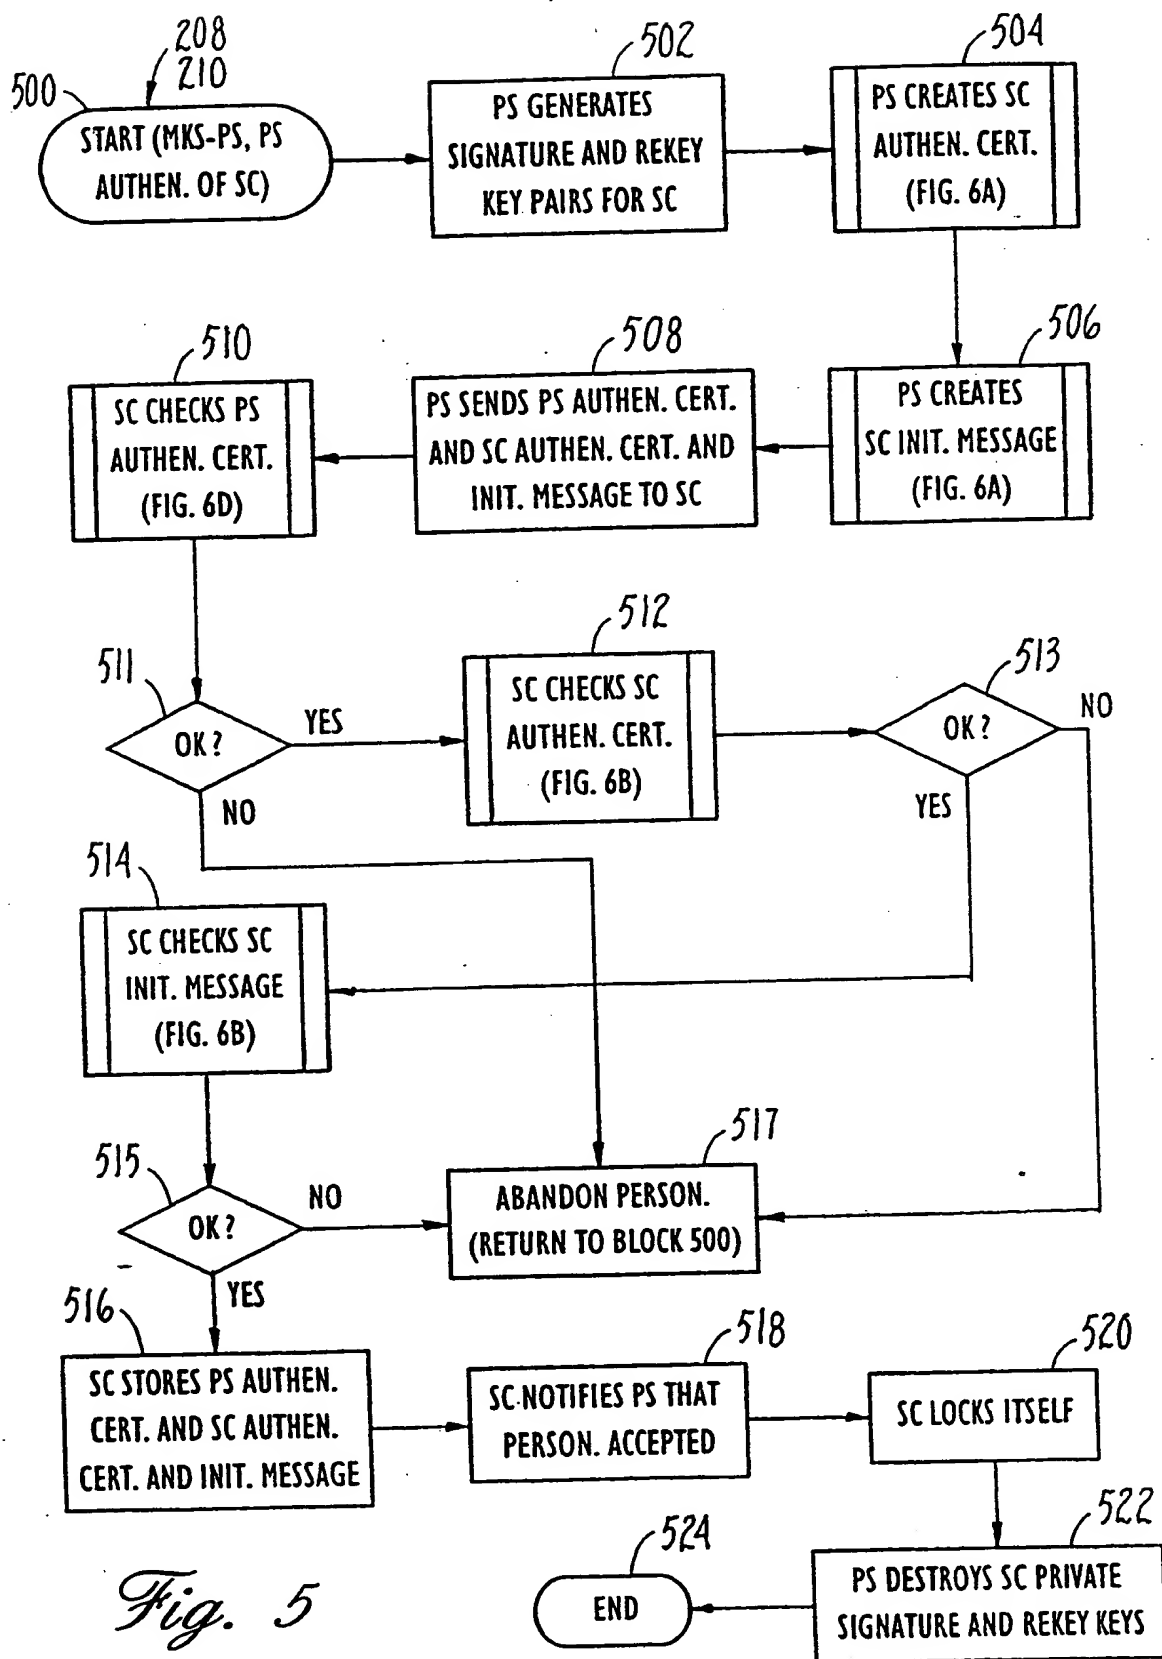 208
210
500
START (MKS-PS, PS
AUTHEN. OF SC)
502
PS GENERATES
SIGNATURE AND REKEY
KEY PAIRS FOR SC
504
PS CREATES SC
AUTHEN. CERT.
(FIG. 6A)
506
PS CREATES
SC INIT. MESSAGE
(FIG. 6A)
508
PS SENDS PS AUTHEN. CERT.
AND SC AUTHEN. CERT. AND
INIT. MESSAGE TO SC
510
SC CHECKS PS
AUTHEN. CERT.
(FIG. 6D)
511
OK?
YES
NO
512
SC CHECKS SC
AUTHEN. CERT.
(FIG. 6B)
513
OK?
NO
YES
514
SC CHECKS SC
INIT. MESSAGE
(FIG. 6B)
515
OK?
NO
YES
517
ABANDON PERSON.
(RETURN TO BLOCK 500)
516
SC STORES PS AUTHEN.
CERT. AND SC AUTHEN.
CERT. AND INIT. MESSAGE
518
SC NOTIFIES PS THAT
PERSON. ACCEPTED
520
SC LOCKS ITSELF
522
PS DESTROYS SC PRIVATE
SIGNATURE AND REKEY KEYS
524
END
Fig. 5